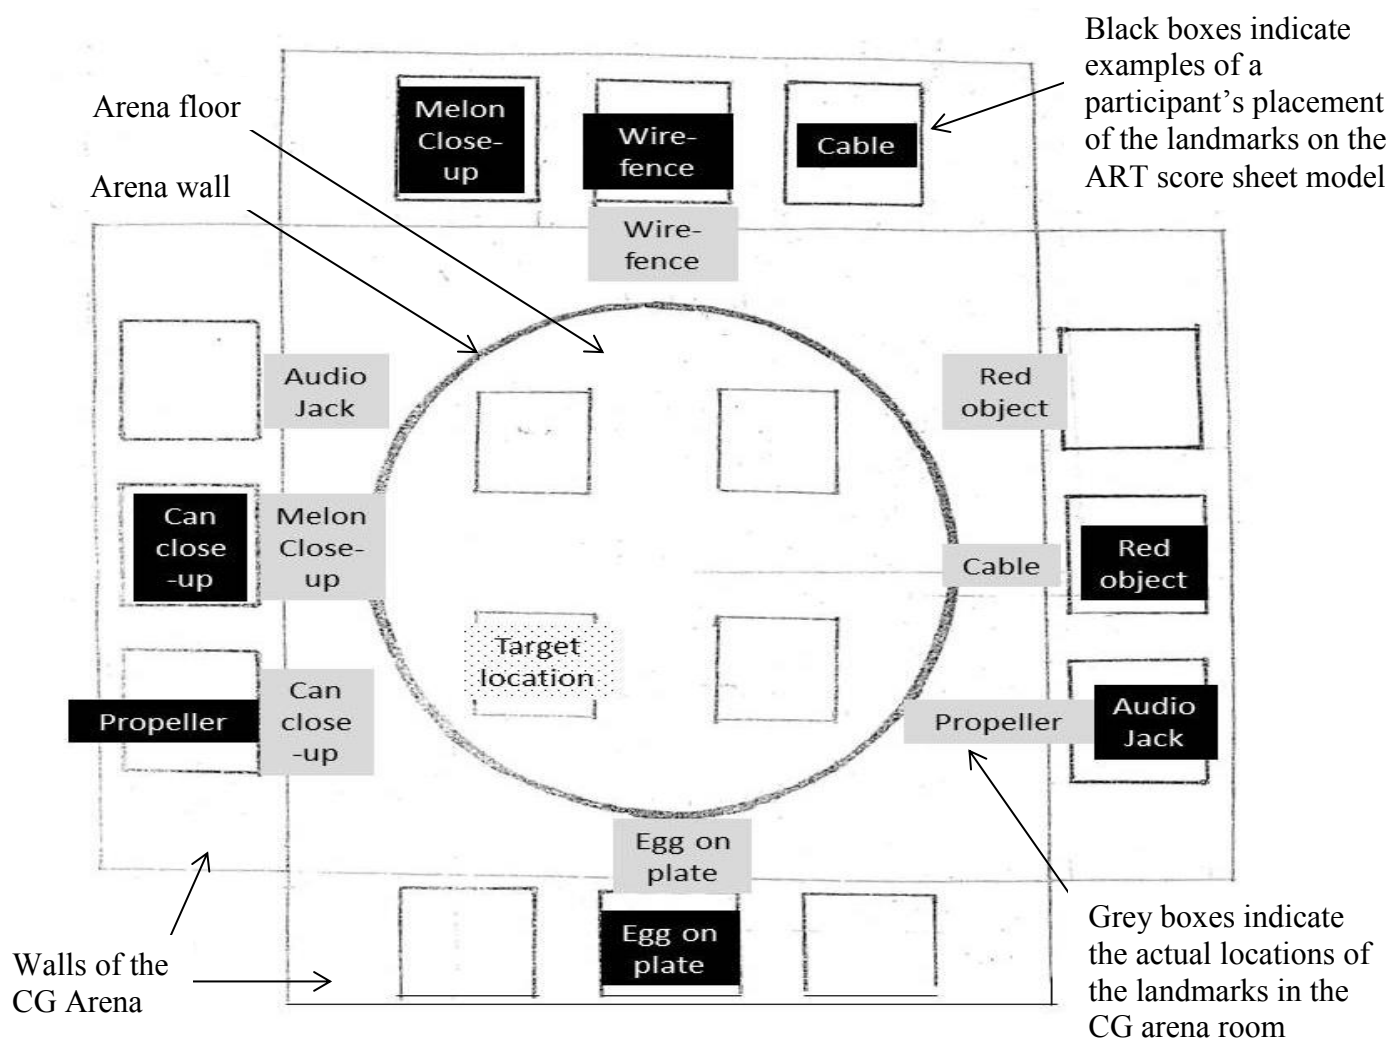 Black boxes indicate
examples of a
participant’s placement
of the landmarks on the
ART score sheet model
Arena floor
Arena wall
Melon
Close-
up
Wire-
fence
Cable
Wire-
fence
Audio
Jack
Red
object
Can
close
-up
Melon
Close-
up
Cable
Red
object
Target
location
Propeller
Can
close
-up
Propeller
Audio
Jack
Egg on
plate
Egg on
plate
Walls of the
CG Arena
Grey boxes indicate
the actual locations of
the landmarks in the
CG arena room